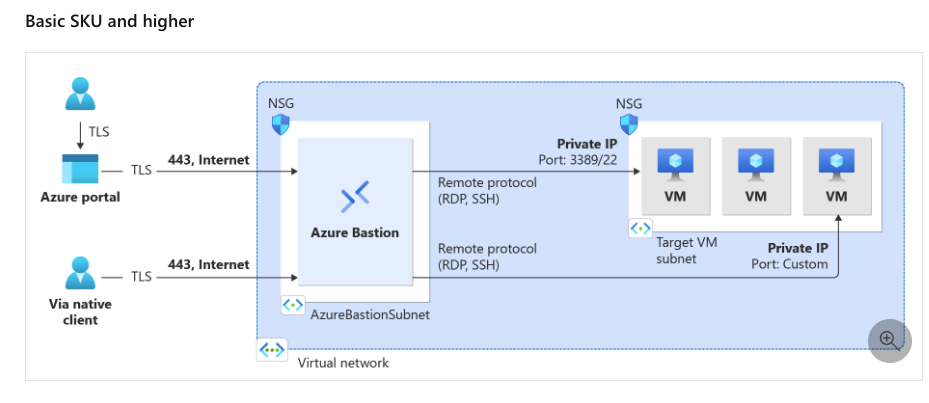 Basic SKU and higher
NSG
NSG
TLS
443, Internet
TLS
Azure portal
Private IP
Port: 3389/22
Remote protocol
(RDP, SSH)
VM
VM
VM
Azure Bastion
Target VM
subnet
Remote protocol
(RDP, SSH)
Private IP
Port: Custom
443, Internet
TLS
Via native
client
AzureBastionSubnet
Virtual network